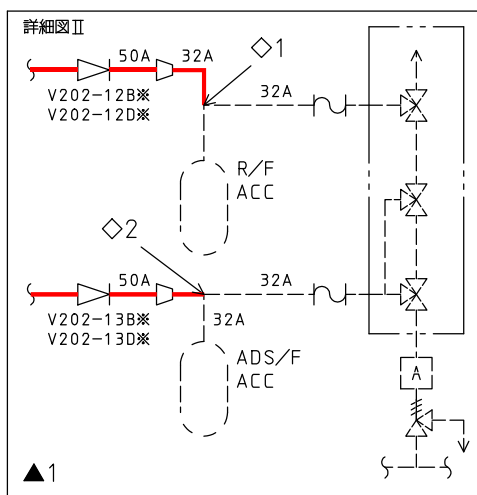 詳細図Ⅱ
50A 32A
◇1
V202-12B※
V202-12D※
32A
R/F
ACC
◇2
50A
32A
V202-13B※
V202-13D※
32A
ADS/F
ACC
A
▲1